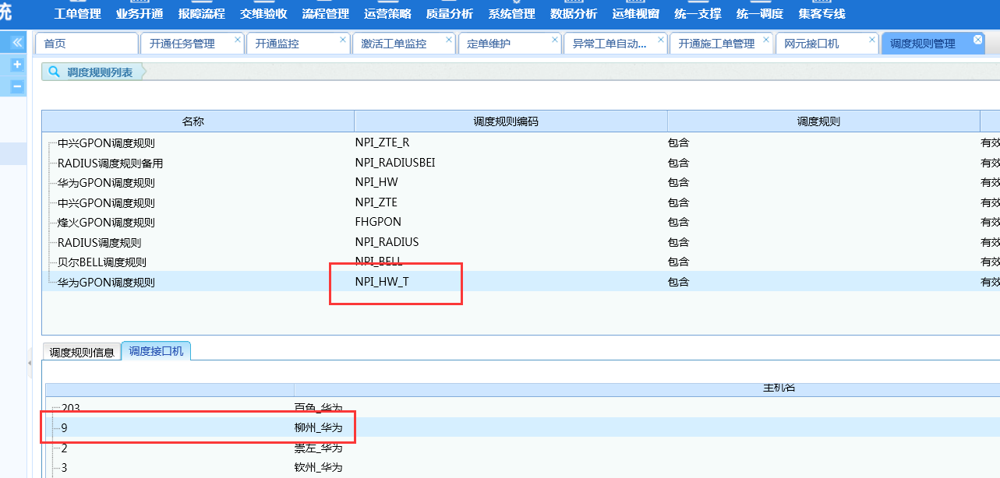 统
工单管理 业务开通 报障流程 交维验收 流程管理 运营策略 质量分析 系统管理 数据分析 运维视窗 统一支撑 统一调度 集客专线
首页 开通任务管理 开通监控 激活工单监控 定单维护 异常工单自动... 开通施工单管理 网元接口机 调度规则管理
调度规则列表
名称 调度规则编码 调度规则
中兴GPON调度规则 NPI_ZTE_R 包含 有效
RADIUS调度规则备用 NPI_RADIUSBEI 包含 有效
华为GPON调度规则 NPI_HW 包含 有效
中兴GPON调度规则 NPI_ZTE 包含 有效
烽火GPON调度规则 FHGPON 包含 有效
RADIUS调度规则 NPI_RADIUS 包含 有效
贝尔BELL调度规则 NPI_BELL 包含 有效
华为GPON调度规则 NPI_HW_T 包含 有效
调度规则信息 调度接口机
主机名
203 百色_华为
9 柳州_华为
2 崇左_华为
3 钦州_华为